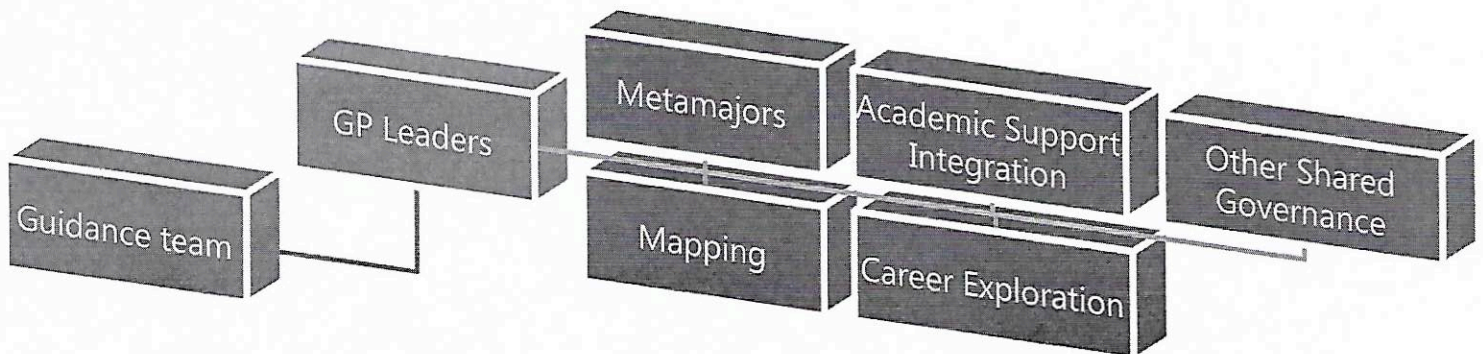 Guidance team
GP Leaders
Metamajors
Mapping
Academic Support
Integration
Career Exploration
Other Shared
Governance